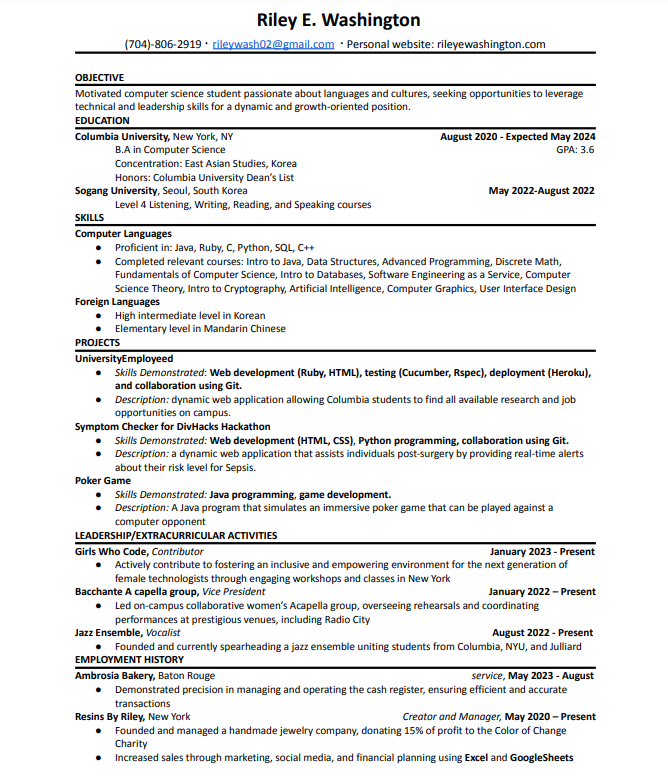 Riley E. Washington
(704)-806-2919 · rileywash02@gmail.com · Personal website: rileyewashington.com
OBJECTIVE
Motivated computer science student passionate about languages and cultures, seeking opportunities to leverage
technical and leadership skills for a dynamic and growth-oriented position.
EDUCATION
Columbia University, New York, NY August 2020 - Expected May 2024
B.A in Computer Science GPA: 3.6
Concentration: East Asian Studies, Korea
Honors: Columbia University Dean's List
Sogang University, Seoul, South Korea May 2022-August 2022
Level 4 Listening, Writing, Reading, and Speaking courses
SKILLS
Computer Languages
● Proficient in: Java, Ruby, C, Python, SQL, C++
● Completed relevant courses: Intro to Java, Data Structures, Advanced Programming, Discrete Math,
Fundamentals of Computer Science, Intro to Databases, Software Engineering as a Service, Computer
Science Theory, Intro to Cryptography, Artificial Intelligence, Computer Graphics, User Interface Design
Foreign Languages
● High intermediate level in Korean
● Elementary level in Mandarin Chinese
PROJECTS
UniversityEmployeed
● Skills Demonstrated: Web development (Ruby, HTML), testing (Cucumber, Rspec), deployment (Heroku),
and collaboration using Git.
● Description: dynamic web application allowing Columbia students to find all available research and job
opportunities on campus.
Symptom Checker for DivHacks Hackathon
● Skills Demonstrated: Web development (HTML, CSS), Python programming, collaboration using Git.
● Description: a dynamic web application that assists individuals post-surgery by providing real-time alerts
about their risk level for Sepsis.
Poker Game
● Skills Demonstrated: Java programming, game development.
● Description: A Java program that simulates an immersive poker game that can be played against a
computer opponent
LEADERSHIP/EXTRACURRICULAR ACTIVITIES
Girls Who Code, Contributor January 2023 - Present
● Actively contribute to fostering an inclusive and empowering environment for the next generation of
female technologists through engaging workshops and classes in New York
Bacchante A capella group, Vice President January 2022 – Present
● Led on-campus collaborative women's Acapella group, overseeing rehearsals and coordinating
performances at prestigious venues, including Radio City
Jazz Ensemble, Vocalist August 2022 - Present
● Founded and currently spearheading a jazz ensemble uniting students from Columbia, NYU, and Julliard
EMPLOYMENT HISTORY
Ambrosia Bakery, Baton Rouge service, May 2023 - August
● Demonstrated precision in managing and operating the cash register, ensuring efficient and accurate
transactions
Resins By Riley, New York Creator and Manager, May 2020 – Present
● Founded and managed a handmade jewelry company, donating 15% of profit to the Color of Change
Charity
● Increased sales through marketing, social media, and financial planning using Excel and GoogleSheets